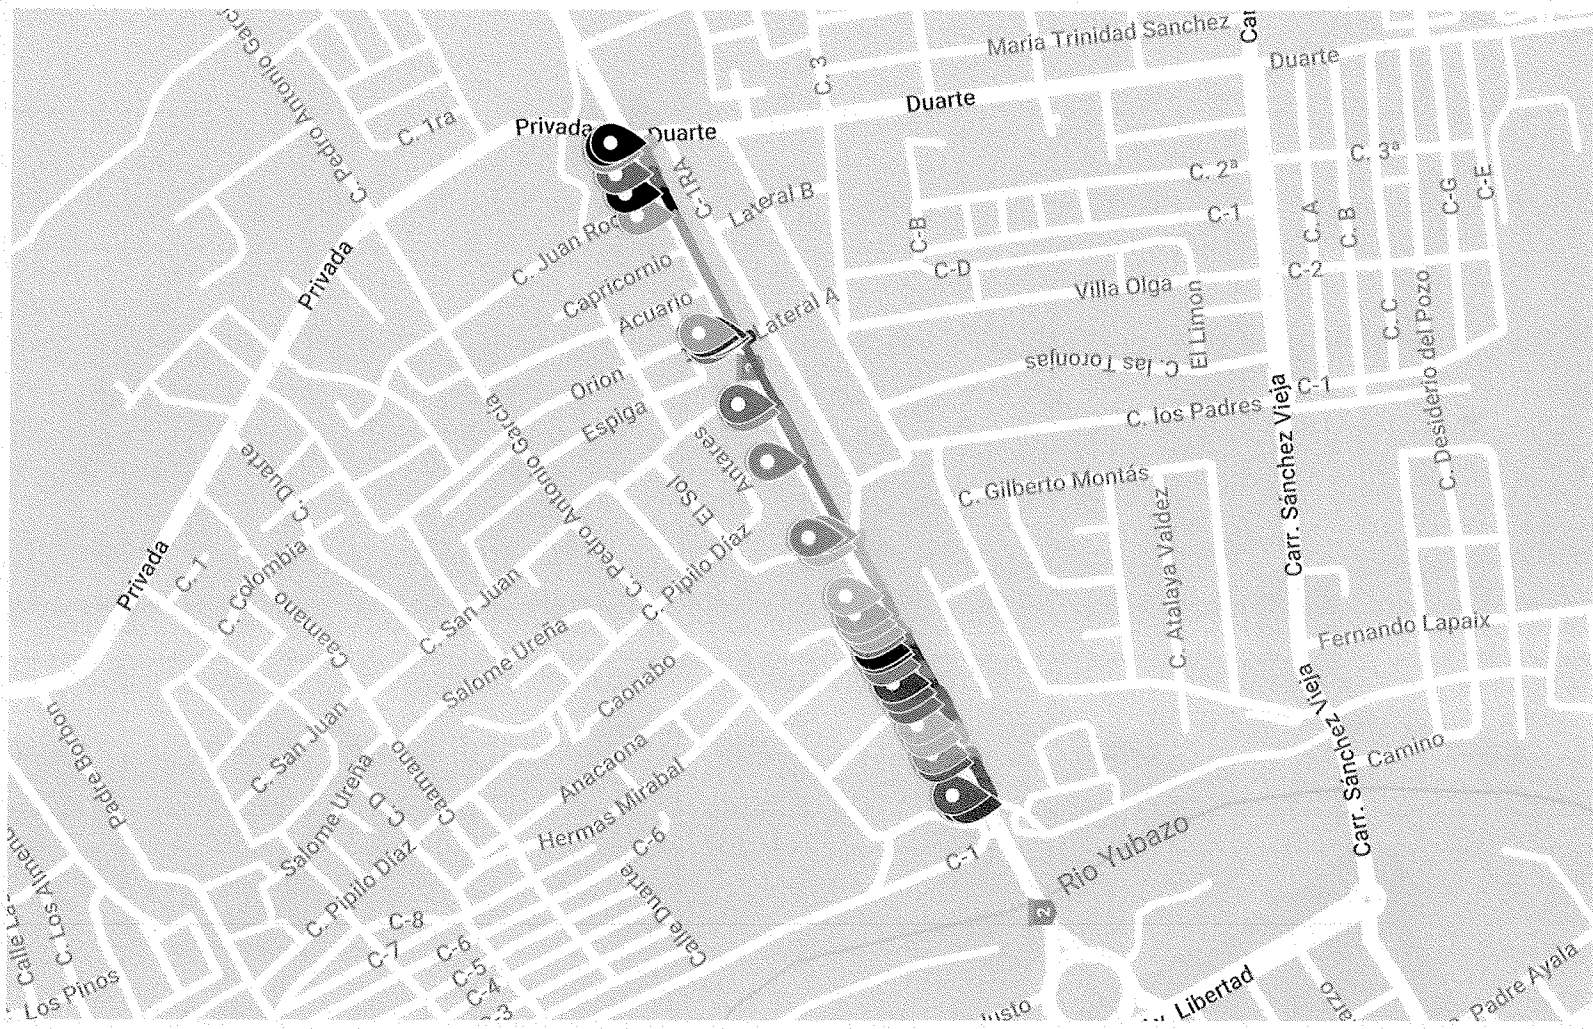 Maria Trinidad Sanchez
Duarte
Duarte
C. 3
C. Pedro Antonio
C. 1ra
Privada
Duarte
C-1RA
Lateral B
C. 2ª
C. 3ª
C-G
C-E
C-1
C. A
C. B
C-B
C-D
C-2
C. Juan
Capricornio
Acuario
Lateral A
Villa Olga
El Limon
C. C
C. Desiderio del Pozo
Privada
C. las Toronjas
Orion
Espiga
C. Pedro Antonio Garcia
C-1
C. los Padres
Carr. Sánchez Vieja
Antares
El Sol
C. Duarte
C. Gilberto Montás
C. Atalaya Valdez
Privada
C. 1
C. Colombia
Caamano
C. San Juan
C. Pipilo Díaz
Salome Ureña
Fernando Lapaix
Caonabo
Carr. Sánchez Vieja
Camino
Padre Borbon
C. San Juan
Salome Ureña
Caamano
C. D
Anacaona
Hermas Mirabal
C-6
C-1
Rio Yubazo
2
2
C. Pipilo Díaz
Calle Duarte
C-8
C-7
C-6
C-5
C-4
C-3
C. Los
Los Pinos
Libertad
Padre Ayala